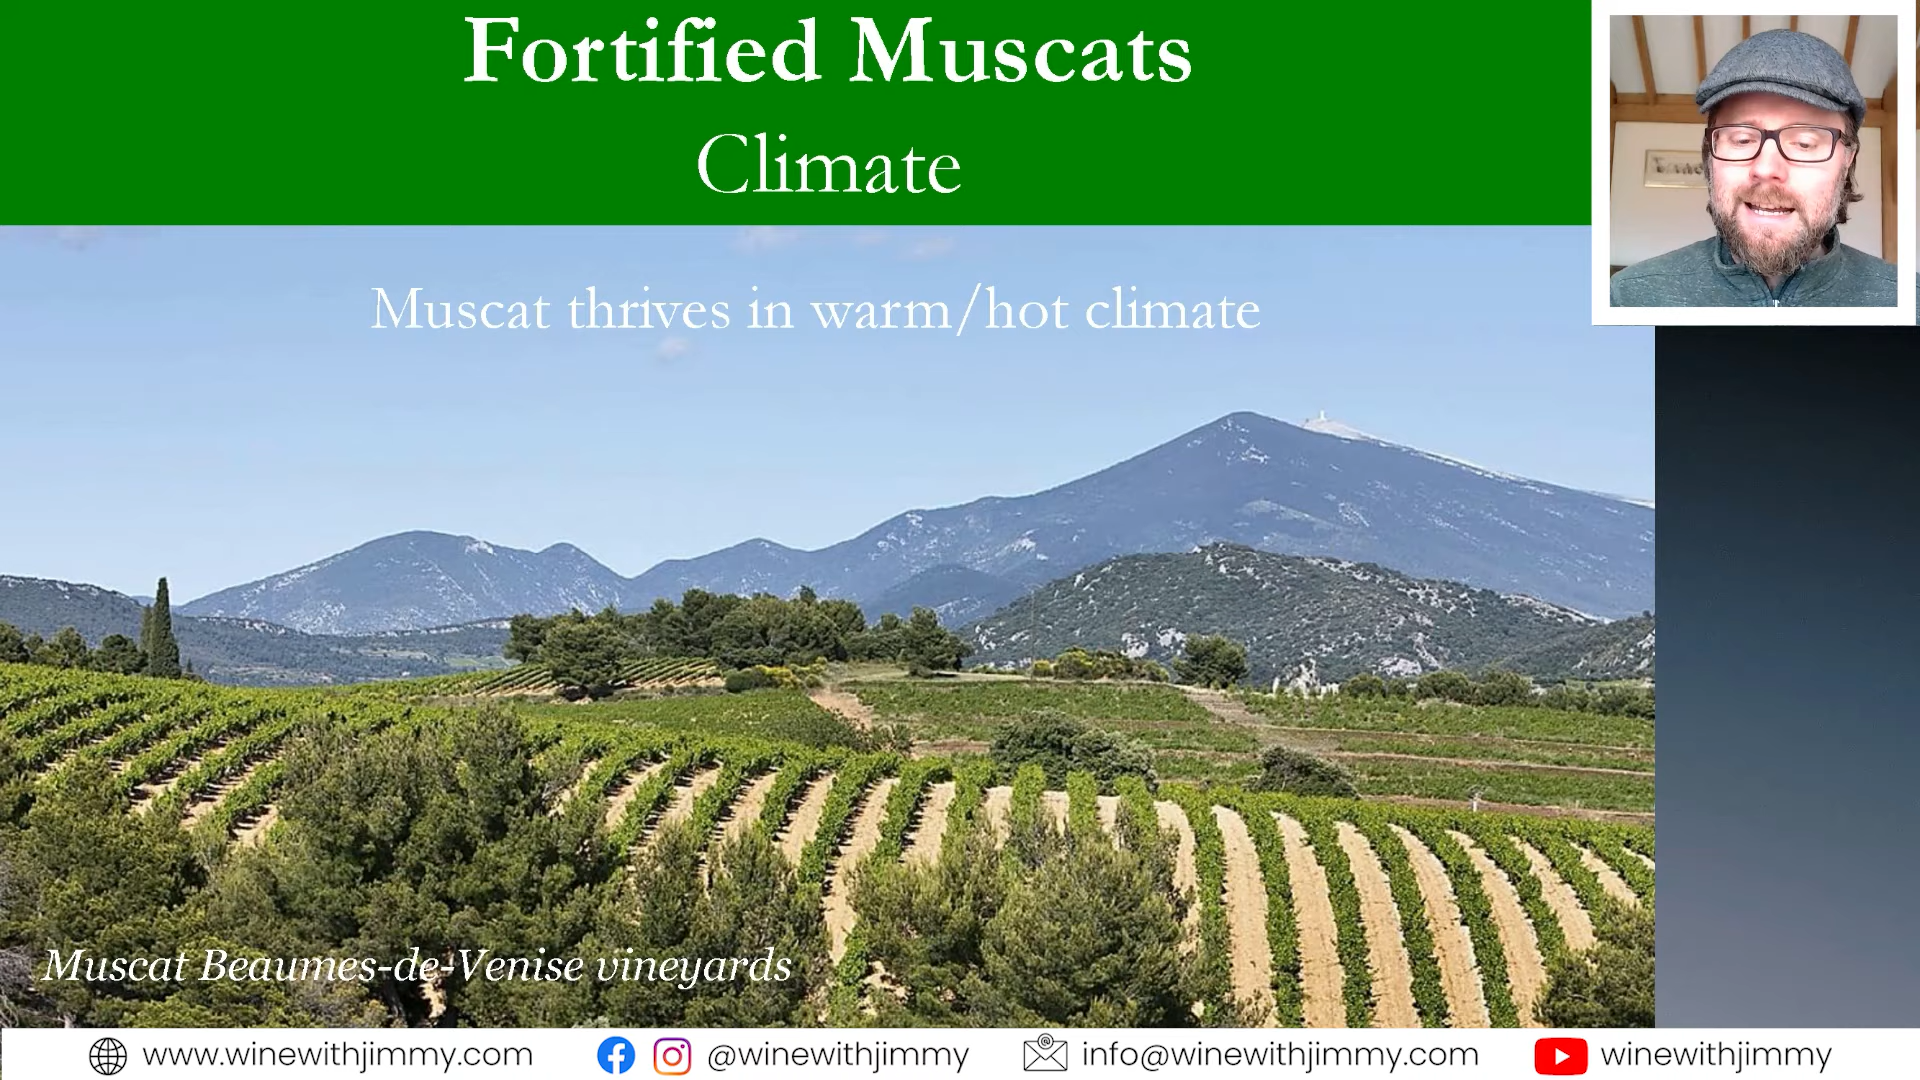 Fortified Muscats
Climate
Muscat thrives in warm/hot climate
Muscat Beaumes-de-Venise vineyards
www.winewithjimmy.com @winewithjimmy info@winewithjimmy.com winewithjimmy